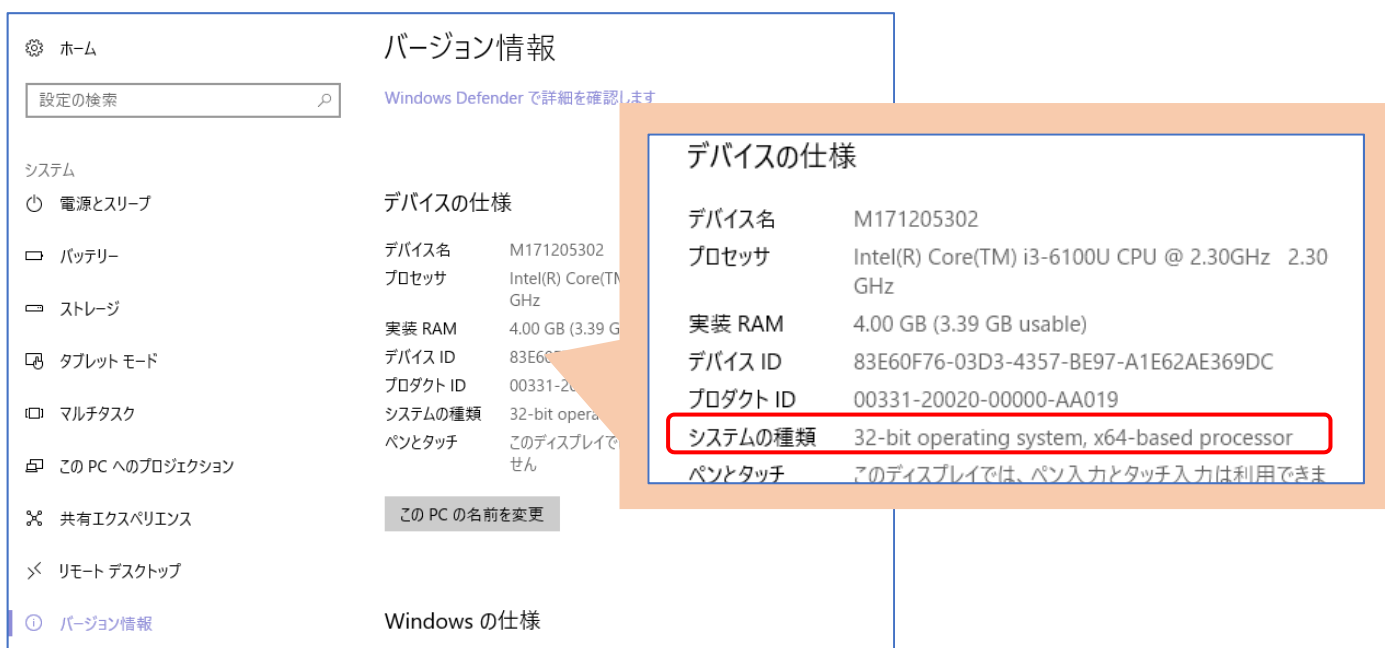 ホーム
設定の検索
システム
電源とスリープ
バッテリー
ストレージ
タブレット モード
マルチタスク
この PC へのプロジェクション
共有エクスペリエンス
リモート デスクトップ
バージョン情報
バージョン情報
Windows Defender で詳細を確認します
デバイスの仕様
デバイス名 M171205302
プロセッサ Intel(R) Core(TM
GHz
実装 RAM 4.00 GB (3.39 G
デバイス ID 83E60
プロダクト ID 00331-20
システムの種類 32-bit opera
ペンとタッチ このディスプレイで
せん
この PC の名前を変更
Windows の仕様
デバイスの仕様
デバイス名 M171205302
プロセッサ Intel(R) Core(TM) i3-6100U CPU @ 2.30GHz 2.30
GHz
実装 RAM 4.00 GB (3.39 GB usable)
デバイス ID 83E60F76-03D3-4357-BE97-A1E62AE369DC
プロダクト ID 00331-20020-00000-AA019
システムの種類 32-bit operating system, x64-based processor
ペンとタッチ このディスプレイでは、ペン入力とタッチ入力は利用できま